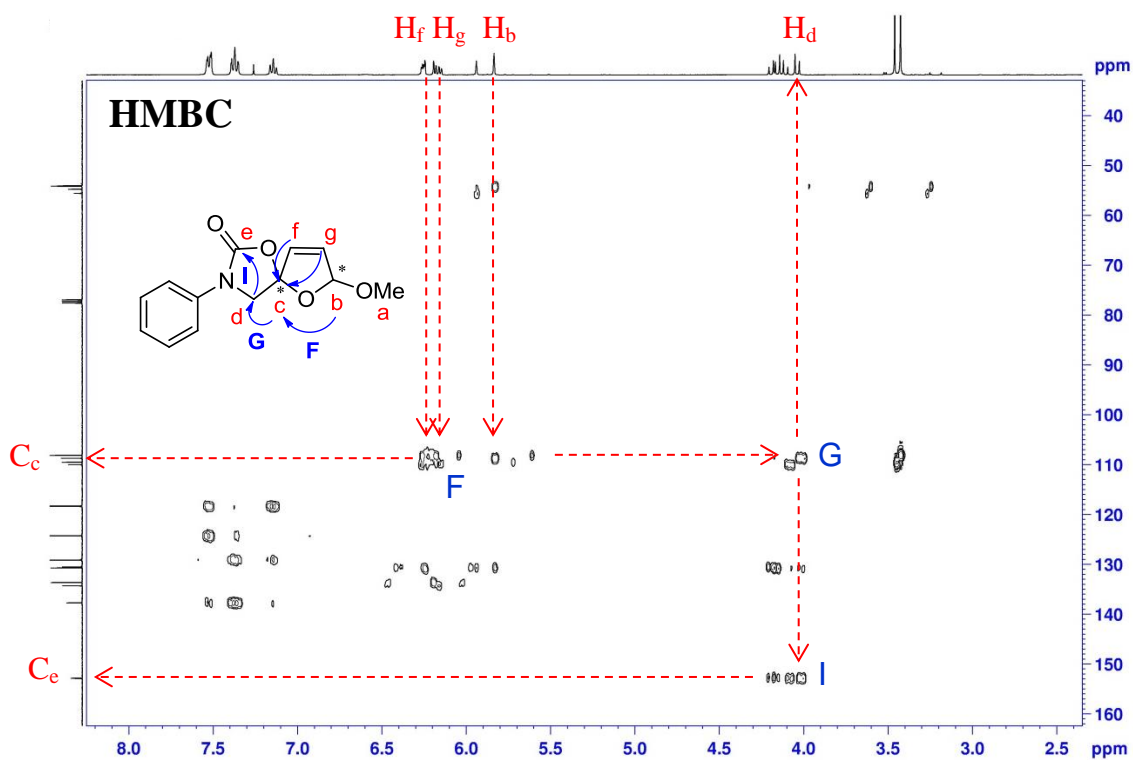 Hf Hg Hb Hd
ppm
HMBC
40
50
60
70
80
90
100
110
120
130
140
150
160
O
e
O
f
g
N
I
*
*
d
c
O
b
OMe
a
G
F
Cc
G
F
Ce
I
8.0 7.5 7.0 6.5 6.0 5.5 5.0 4.5 4.0 3.5 3.0 2.5 ppm